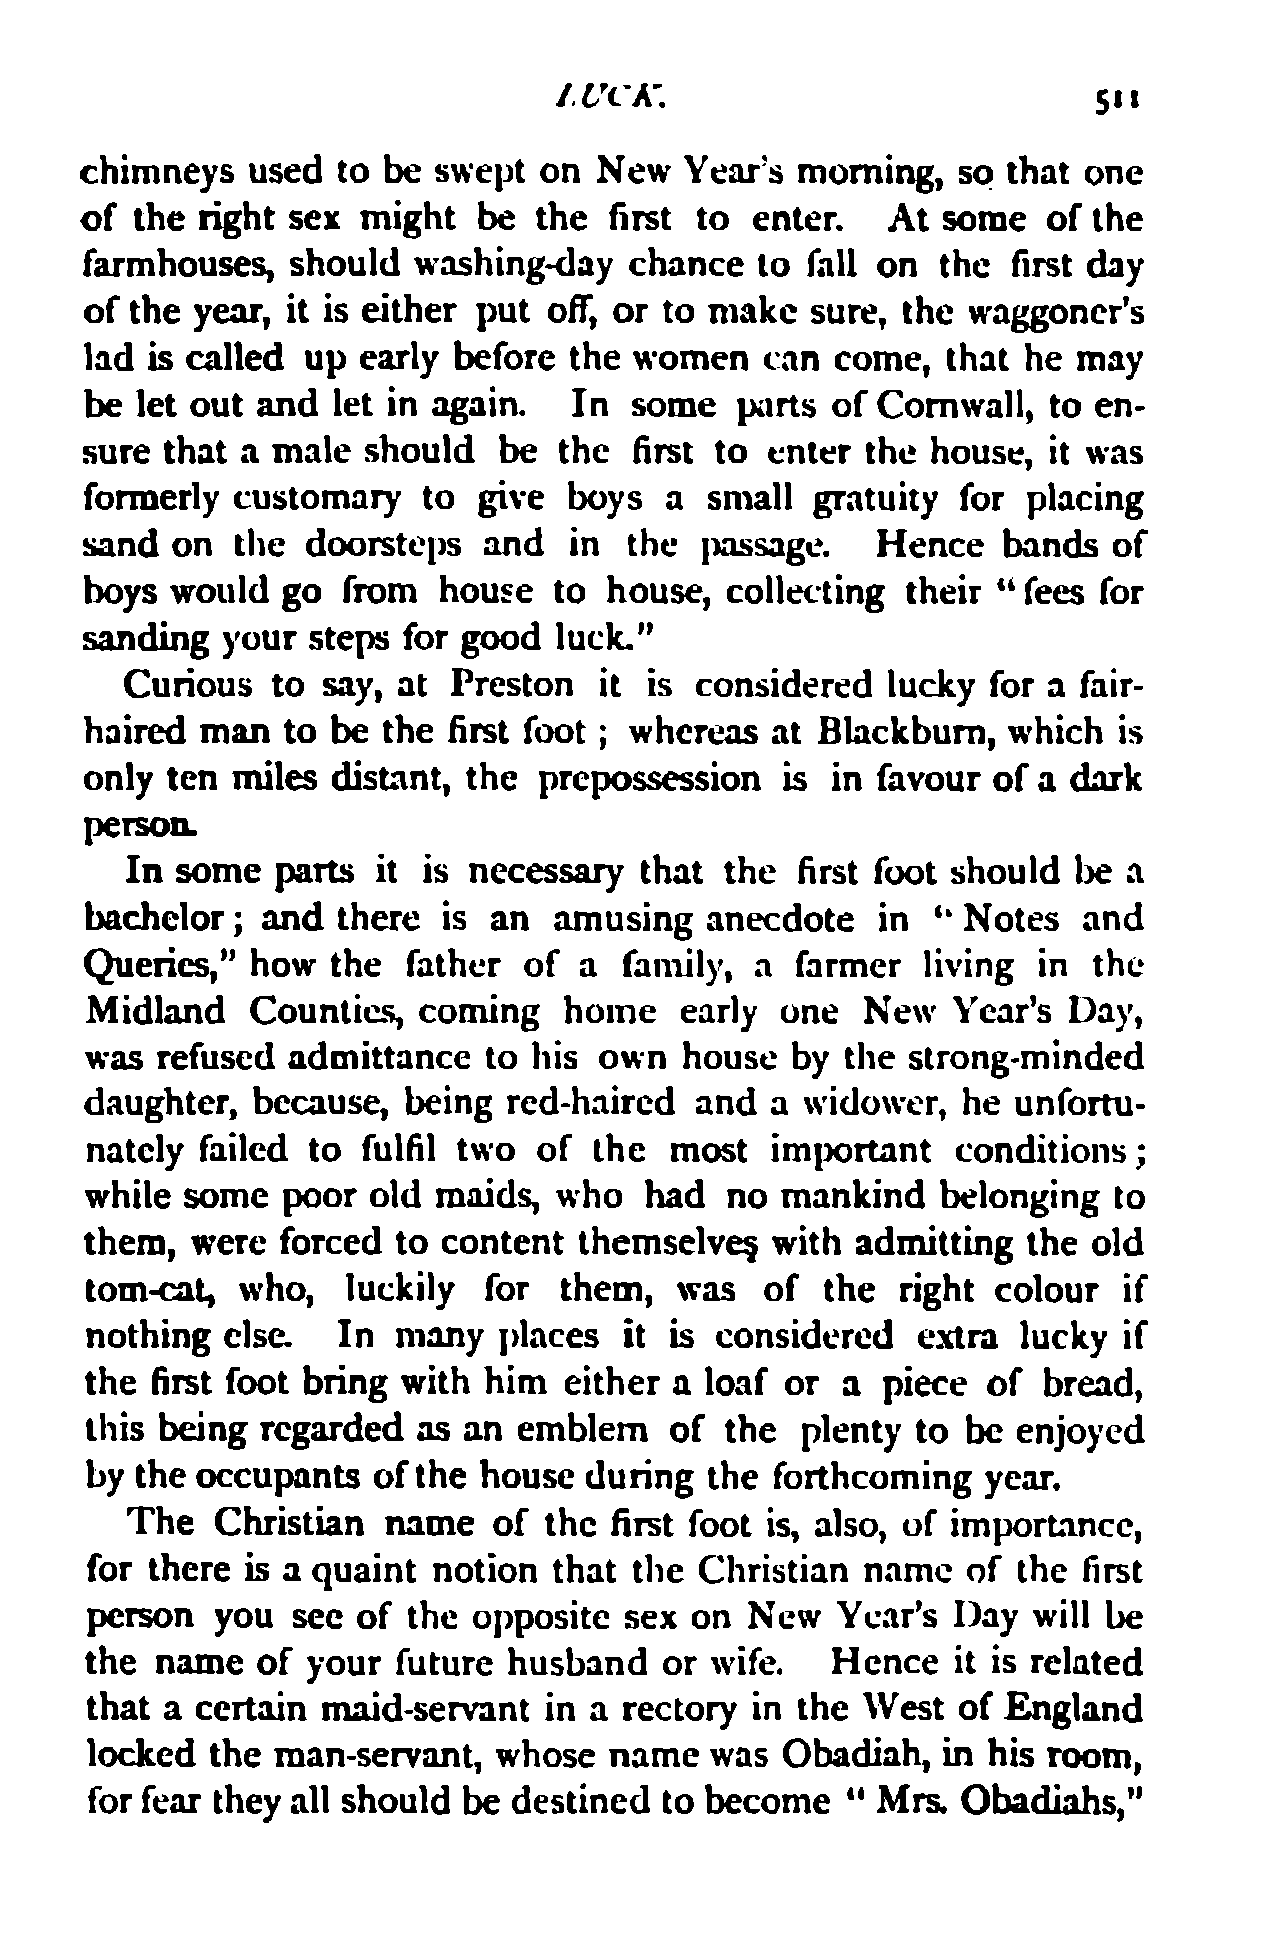 LUCK. 511
chimneys used to be swept on New Year's morning, so that one
of the right sex might be the first to enter. At some of the
farmhouses, should washing-day chance to fall on the first day
of the year, it is either put off, or to make sure, the waggoner's
lad is called up early before the women can come, that he may
be let out and let in again. In some parts of Cornwall, to en-
sure that a male should be the first to enter the house, it was
formerly customary to give boys a small gratuity for placing
sand on the doorsteps and in the passage. Hence bands of
boys would go from house to house, collecting their "fees for
sanding your steps for good luck."
Curious to say, at Preston it is considered lucky for a fair-
haired man to be the first foot; whereas at Blackburn, which is
only ten miles distant, the prepossession is in favour of a dark
person.
In some parts it is necessary that the first foot should be a
bachelor; and there is an amusing anecdote in "Notes and
Queries," how the father of a family, a farmer living in the
Midland Counties, coming home early one New Year's Day,
was refused admittance to his own house by the strong-minded
daughter, because, being red-haired and a widower, he unfortu-
nately failed to fulfil two of the most important conditions;
while some poor old maids, who had no mankind belonging to
them, were forced to content themselves with admitting the old
tom-cat, who, luckily for them, was of the right colour if
nothing else. In many places it is considered extra lucky if
the first foot bring with him either a loaf or a piece of bread,
this being regarded as an emblem of the plenty to be enjoyed
by the occupants of the house during the forthcoming year.
The Christian name of the first foot is, also, of importance,
for there is a quaint notion that the Christian name of the first
person you see of the opposite sex on New Year's Day will be
the name of your future husband or wife. Hence it is related
that a certain maid-servant in a rectory in the West of England
locked the man-servant, whose name was Obadiah, in his room,
for fear they all should be destined to become "Mrs. Obadiahs,"